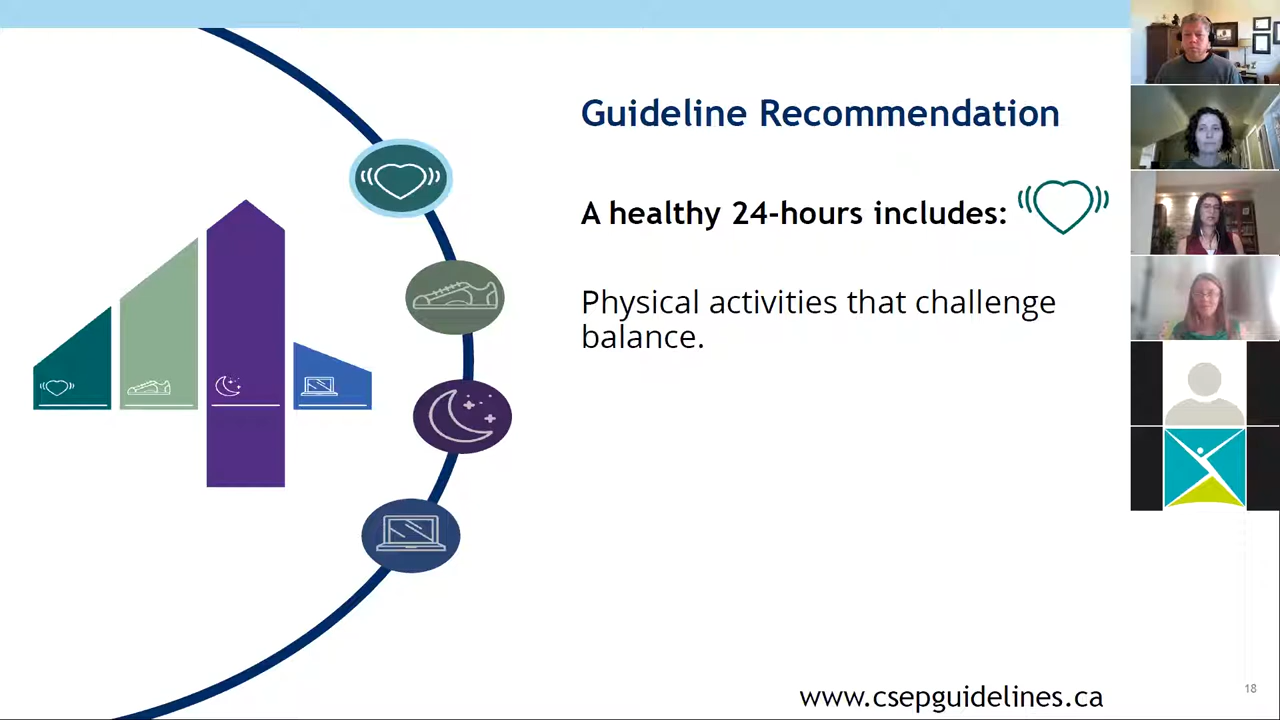 Guideline Recommendation
A healthy 24-hours includes:
Physical activities that challenge
balance.
www.csepguidelines.ca
18